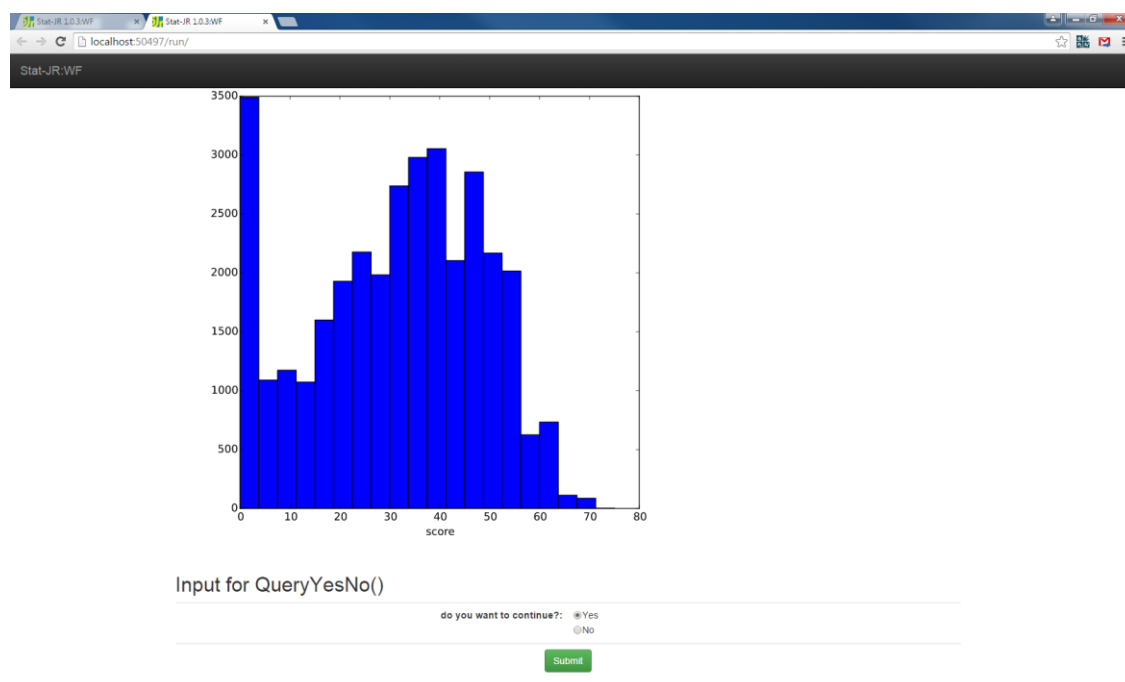 Stat-JR 1.0.3:WF Stat-JR 1.0.3:WF
localhost:50497/run/
Stat-JR:WF
3500
3000
2500
2000
1500
1000
500
0
0 10 20 30 40 50 60 70 80
score
Input for QueryYesNo()
do you want to continue?: Yes
No
Submit